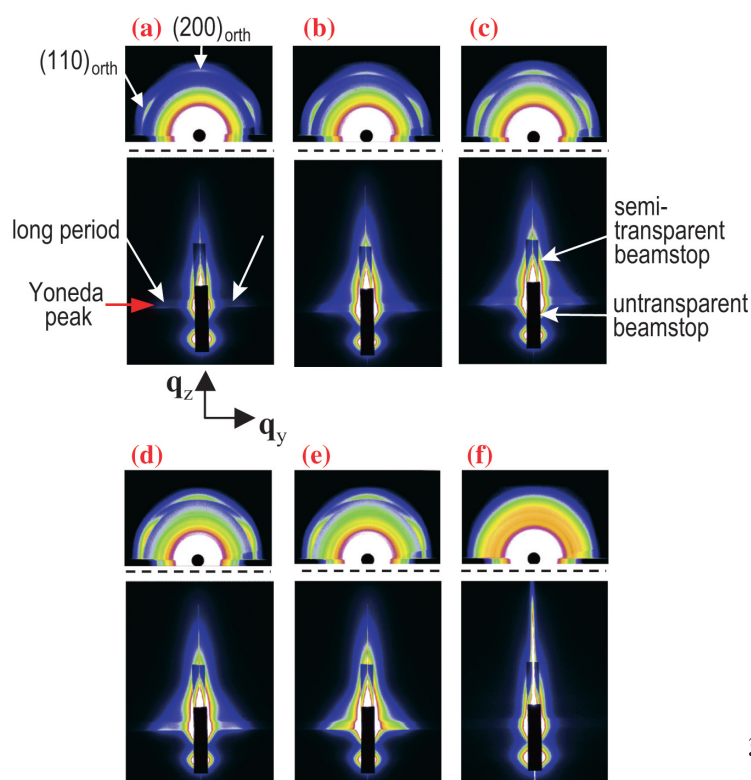 (a)
(200)orth
(b)
(c)
(110)orth
long period
Yoneda
peak
semi-
transparent
beamstop
untransparent
beamstop
qz
qy
(d)
(e)
(f)